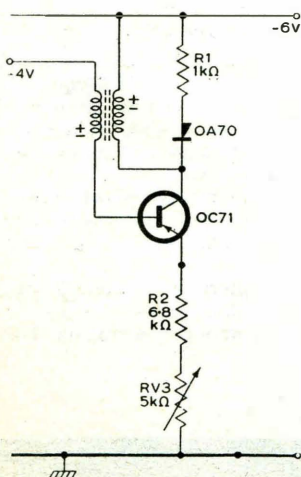 -6V
R1
1kΩ
-4V
±
±
OA70
OC71
R2
6·8
kΩ
RV3
5kΩ